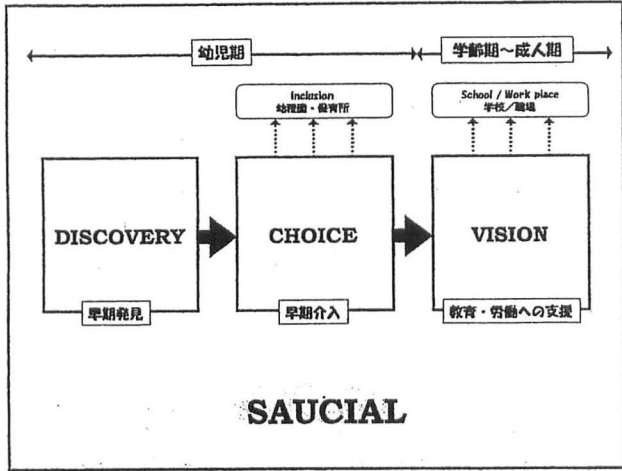 幼児期
学齢期～成人期
Inclusion
幼稚園・保育所
School / Work place
学校／職場
DISCOVERY
CHOICE
VISION
早期発見
早期介入
教育・労働への支援
SAUCIAL